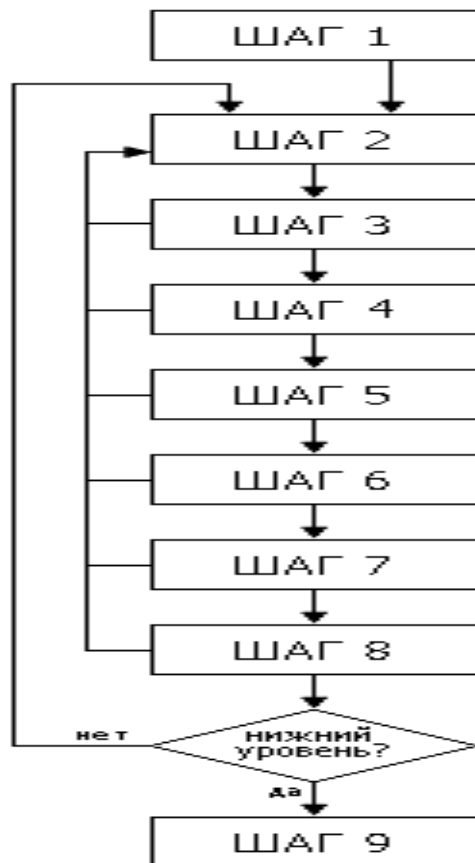 ШАГ 1
ШАГ 2
ШАГ 3
ШАГ 4
ШАГ 5
ШАГ 6
ШАГ 7
ШАГ 8
нет
нижний
уровень?
да
ШАГ 9